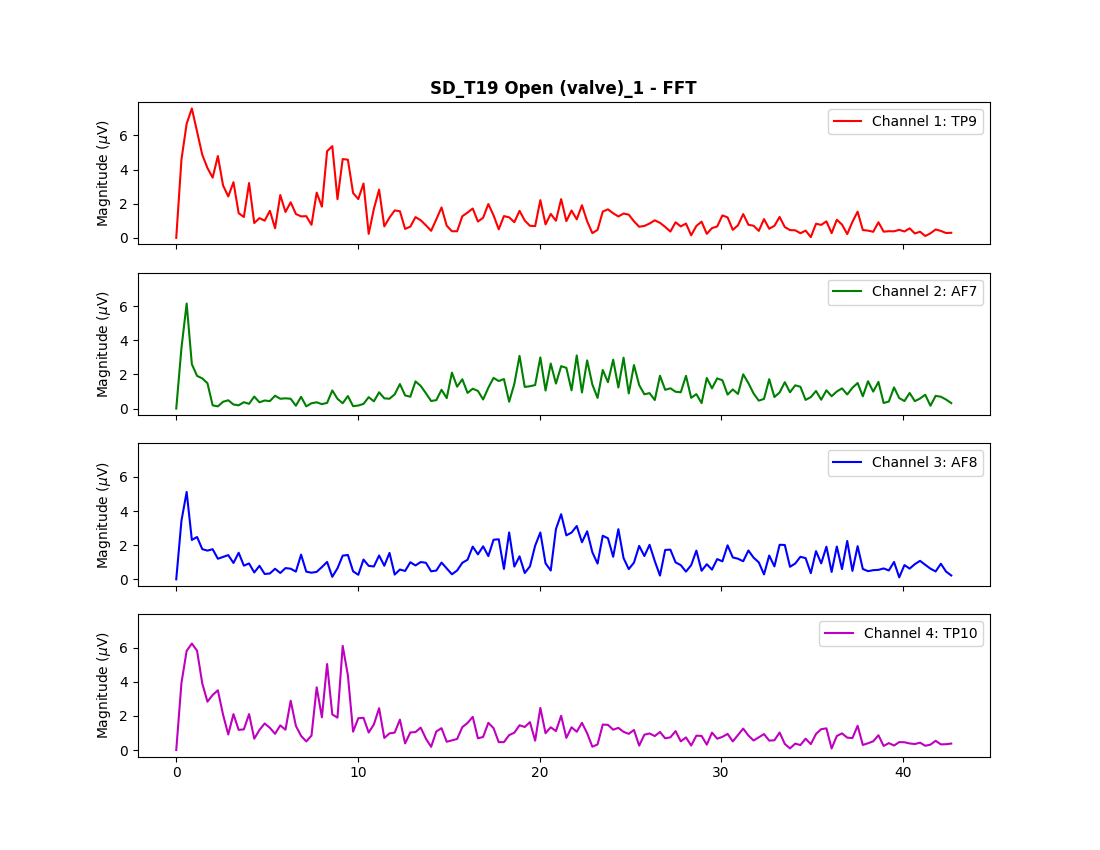 SD_T19 Open (valve)_1 - FFT
Magnitude (μV)
6
4
2
0
Channel 1: TP9
Magnitude (μV)
6
4
2
0
Channel 2: AF7
Magnitude (μV)
6
4
2
0
Channel 3: AF8
Magnitude (μV)
6
4
2
0
Channel 4: TP10
0 10 20 30 40